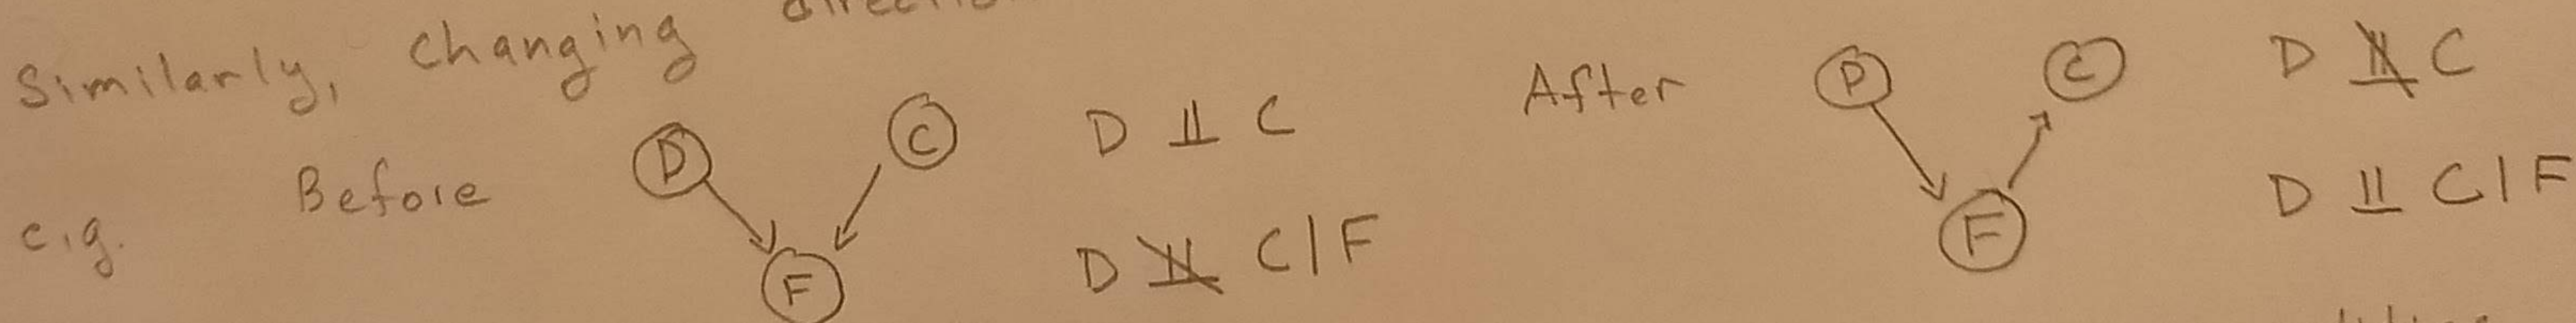 Similarly, changing
e.g. Before D C D ⫫ C After D C D ⫫̸ C
F D ⫫̸ C|F F D ⫫ C|F